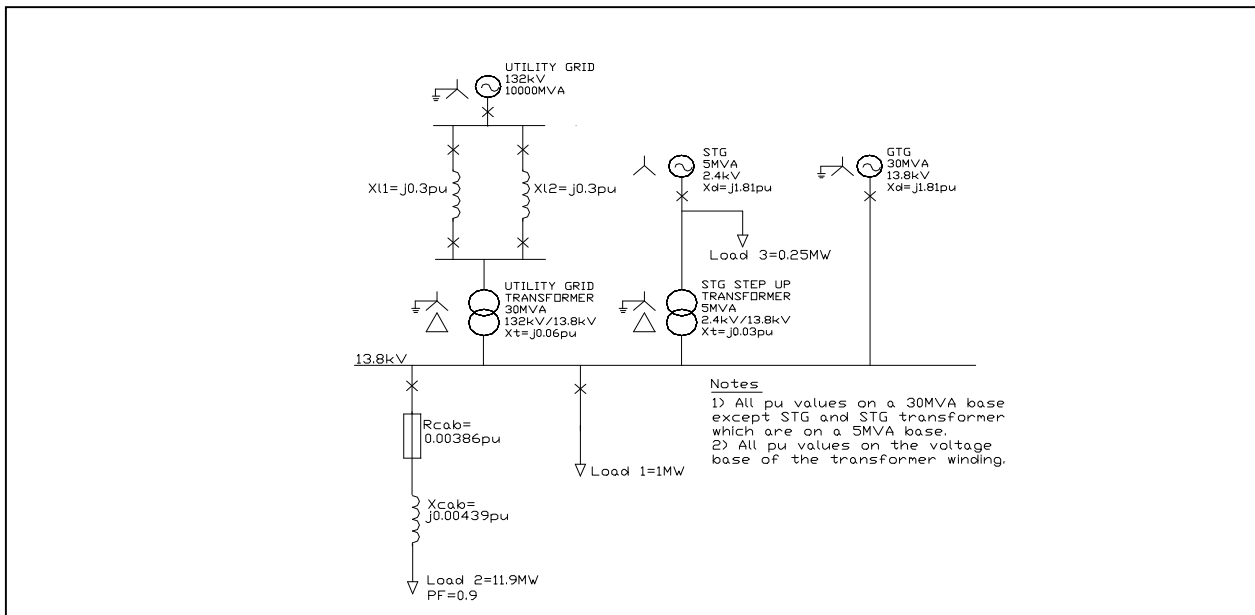 UTILITY GRID
132kV
10000MVA
STG
5MVA
2.4kV
Xd=j1.81pu
GTG
30MVA
13.8kV
Xd=j1.81pu
Xl1=j0.3pu
Xl2=j0.3pu
Load 3=0.25MW
UTILITY GRID
TRANSFORMER
30MVA
132kV/13.8kV
Xt=j0.06pu
STG STEP UP
TRANSFORMER
5MVA
2.4kV/13.8kV
Xt=j0.03pu
13.8kV
Rcab=
0.00386pu
Load 1=1MW
Xcab=
j0.00439pu
Load 2=11.9MW
PF=0.9
Notes
1) All pu values on a 30MVA base
except STG and STG transformer
which are on a 5MVA base.
2) All pu values on the voltage
base of the transformer winding.